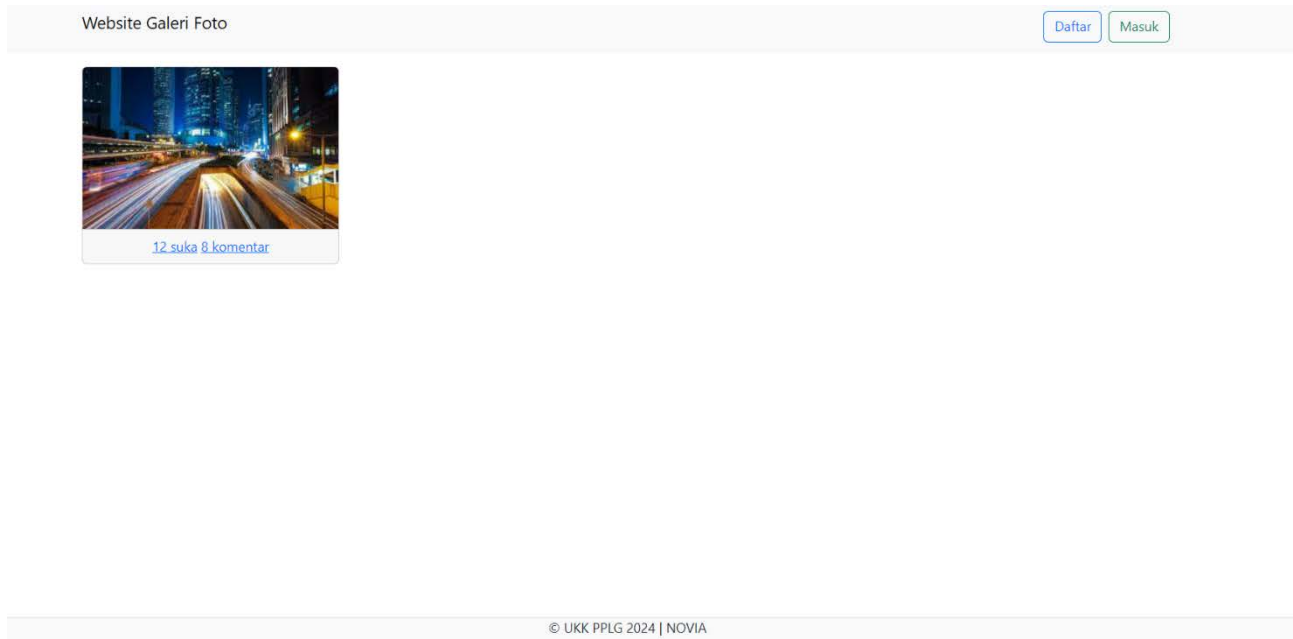 Website Galeri Foto
Daftar
Masuk
12 suka 8 komentar
© UKK PPLG 2024 | NOVIA